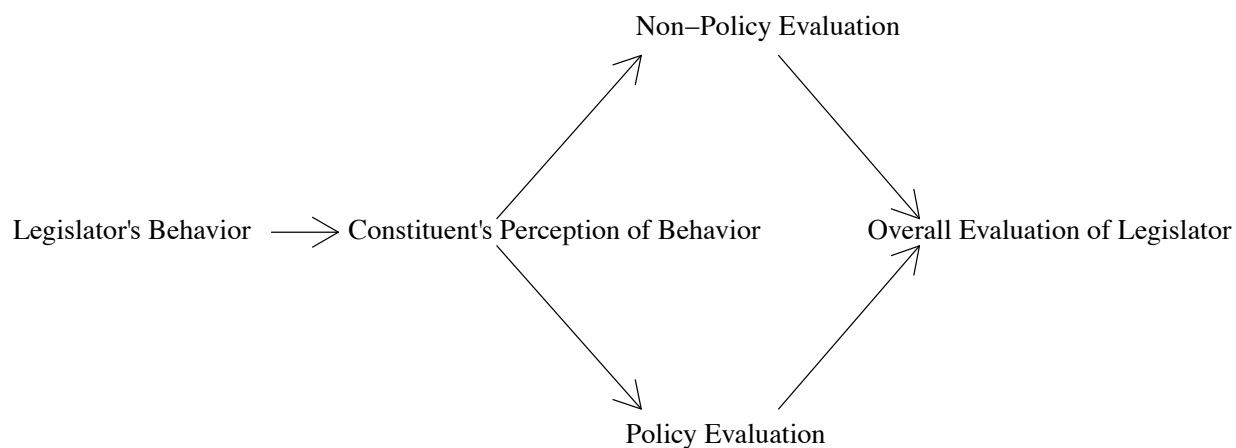 Non–Policy Evaluation
Legislator's Behavior
Constituent's Perception of Behavior
Overall Evaluation of Legislator
Policy Evaluation